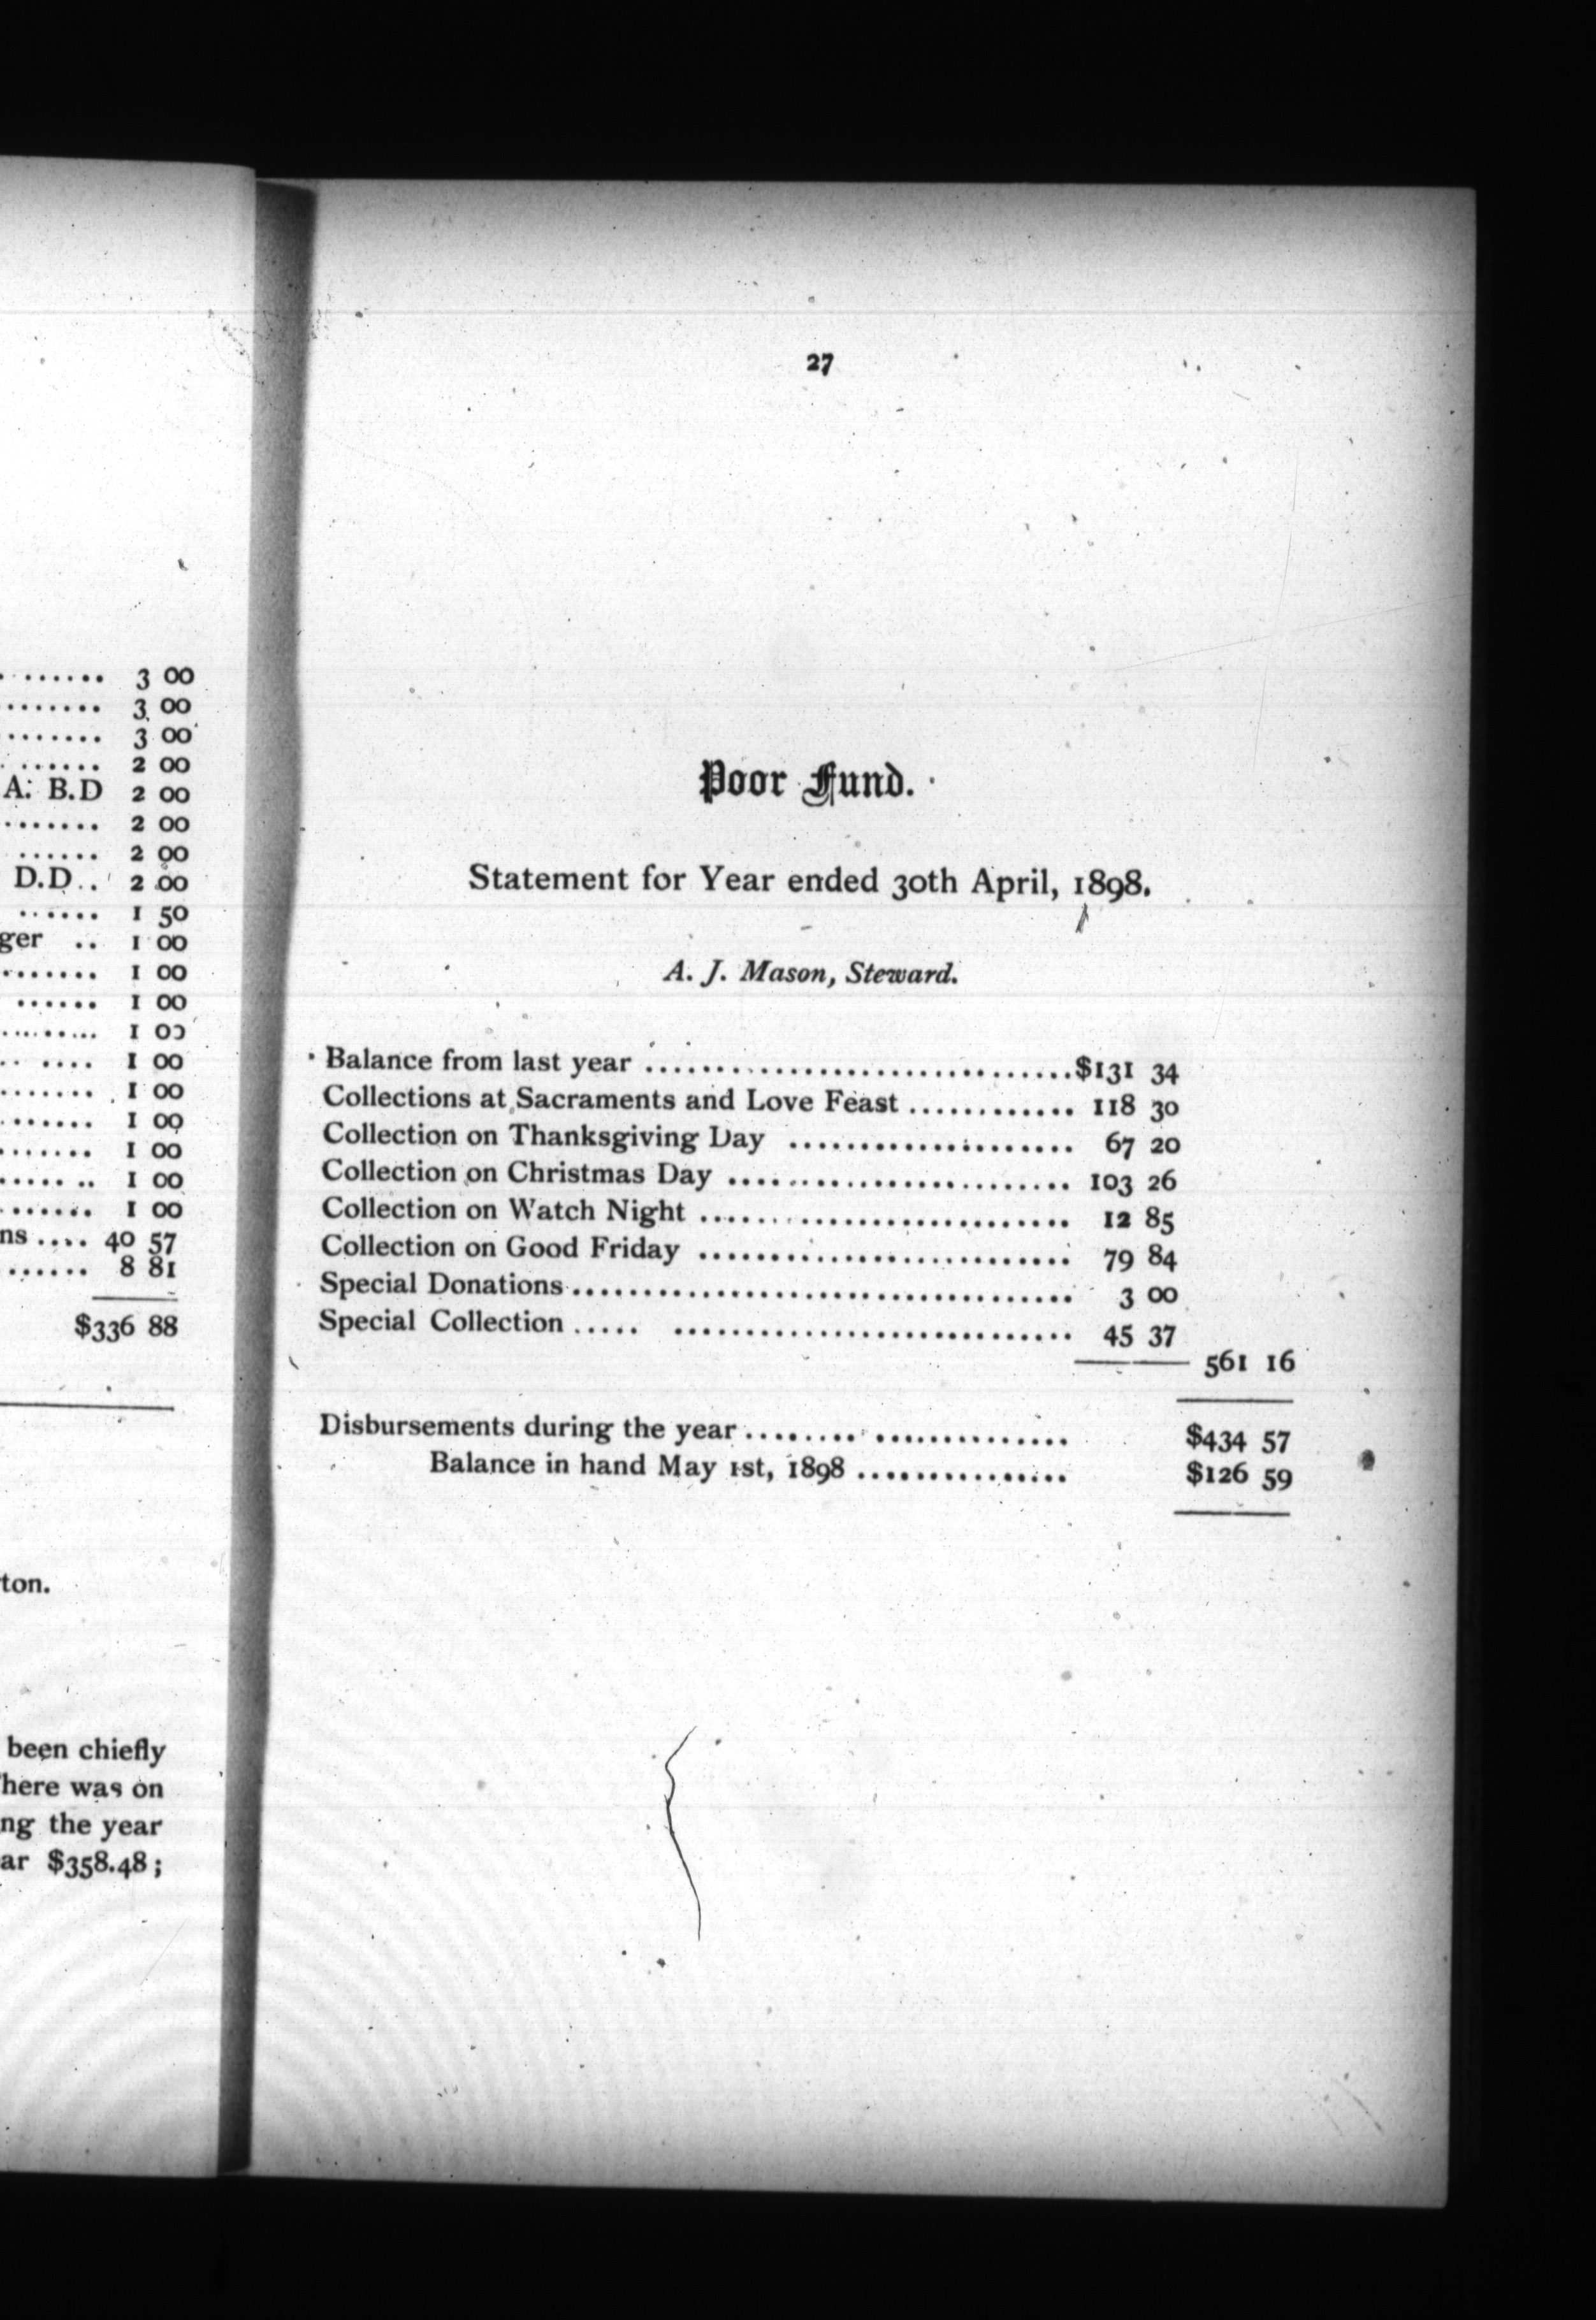 3 00
3 00
3 00
2 00
A. B.D 2 00
2 00
2 00
D.D.. 2 00
1 50
ger .. 1 00
1 00
1 00
1 00
1 00
1 00
1 00
1 00
1 00
1 00
ns .... 40 57
8 81
$336 88
ton.
been chiefly
here was on
ng the year
ar $358.48;
27
Poor Fund.
Statement for Year ended 30th April, 1898.
A. J. Mason, Steward.
Balance from last year ................................ $131 34
Collections at Sacraments and Love Feast ............ 118 30
Collection on Thanksgiving Day .................... 67 20
Collection on Christmas Day ........................ 103 26
Collection on Watch Night .......................... 12 85
Collection on Good Friday .......................... 79 84
Special Donations................................... 3 00
Special Collection ..... ............................ 45 37
561 16
Disbursements during the year ........ .............. $434 57
Balance in hand May 1st, 1898 ............... $126 59